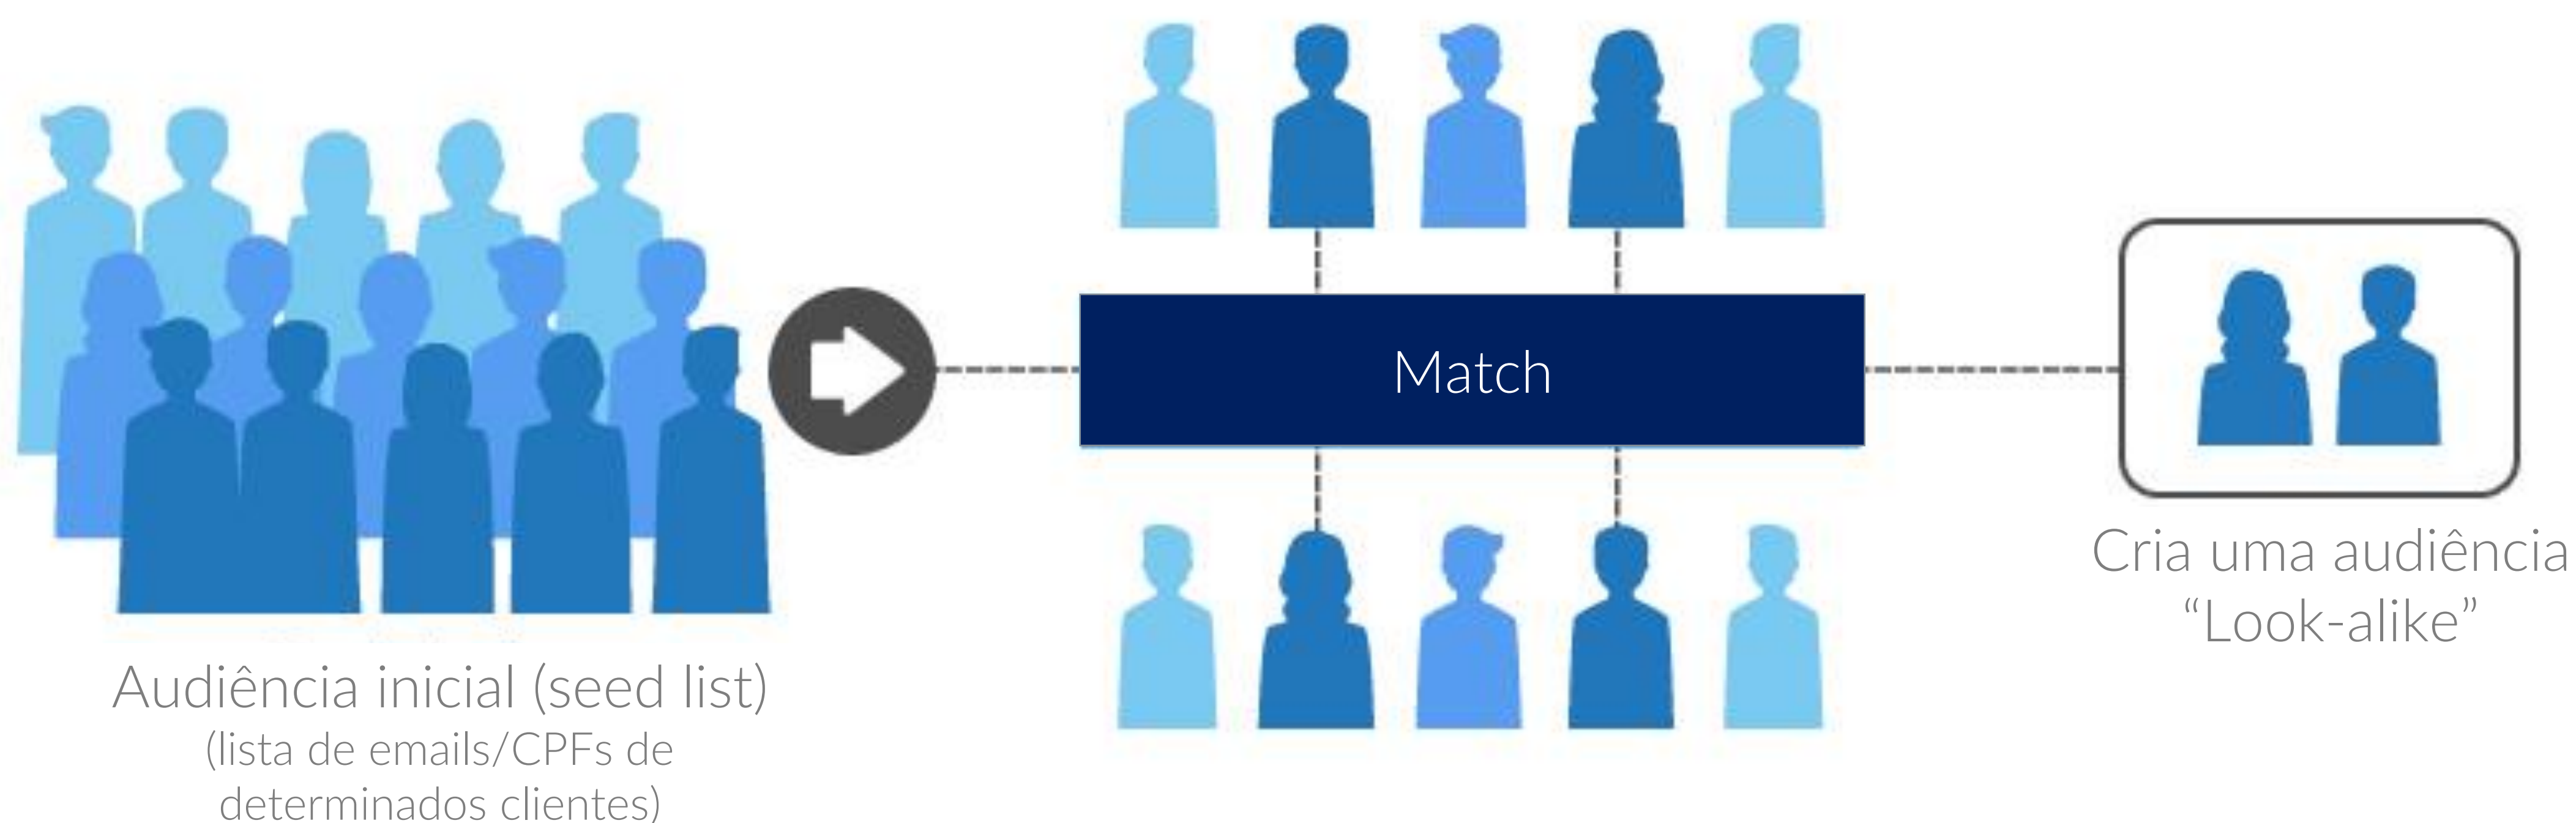 Match
Cria uma audiência
“Look-alike”
Audiência inicial (seed list)
(lista de emails/CPFs de
determinados clientes)